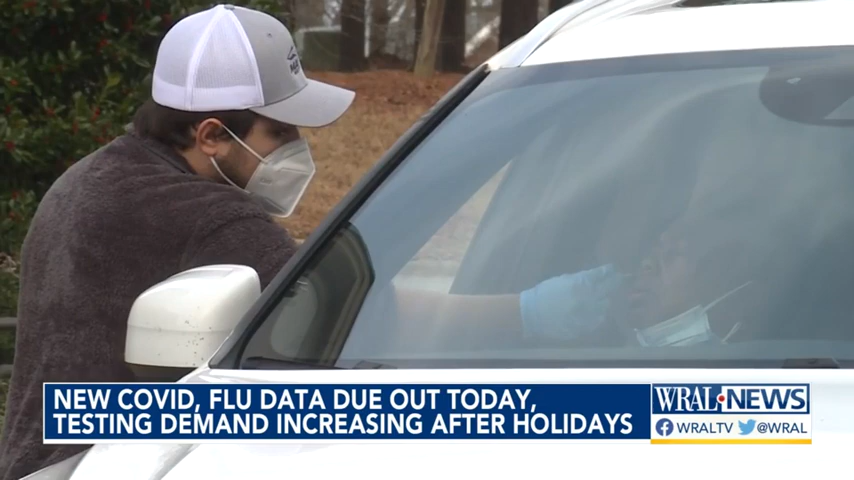 NEW COVID, FLU DATA DUE OUT TODAY,
TESTING DEMAND INCREASING AFTER HOLIDAYS
WRAL NEWS
WRALTV @WRAL